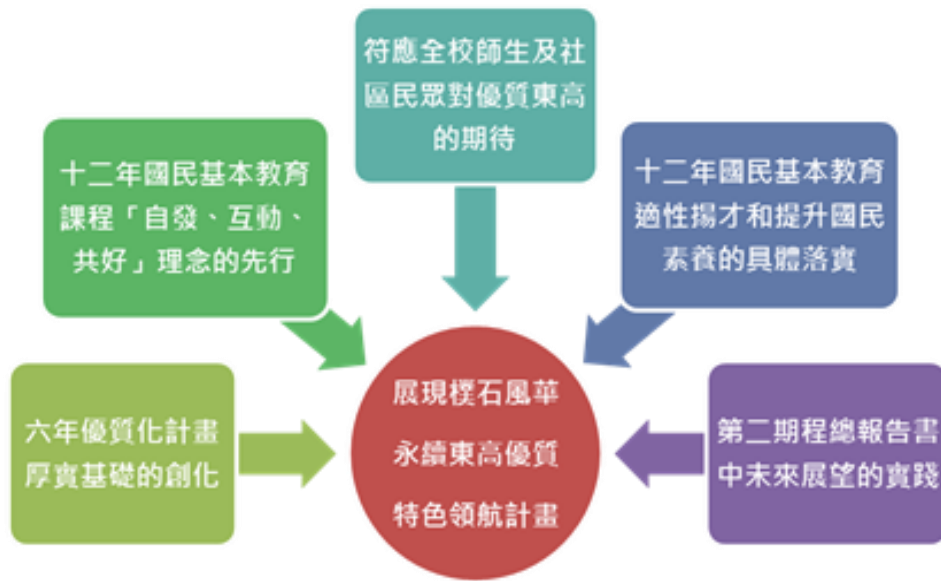 符應全校師生及社
區民眾對優質東高
的期待
十二年國民基本教育
課程「自發、互動、
共好」理念的先行
十二年國民基本教育
適性揚才和提升國民
素養的具體落實
六年優質化計畫
厚實基礎的創化
展現樸石風華
永續東高優質
特色領航計畫
第二期程總報告書
中未來展望的實踐